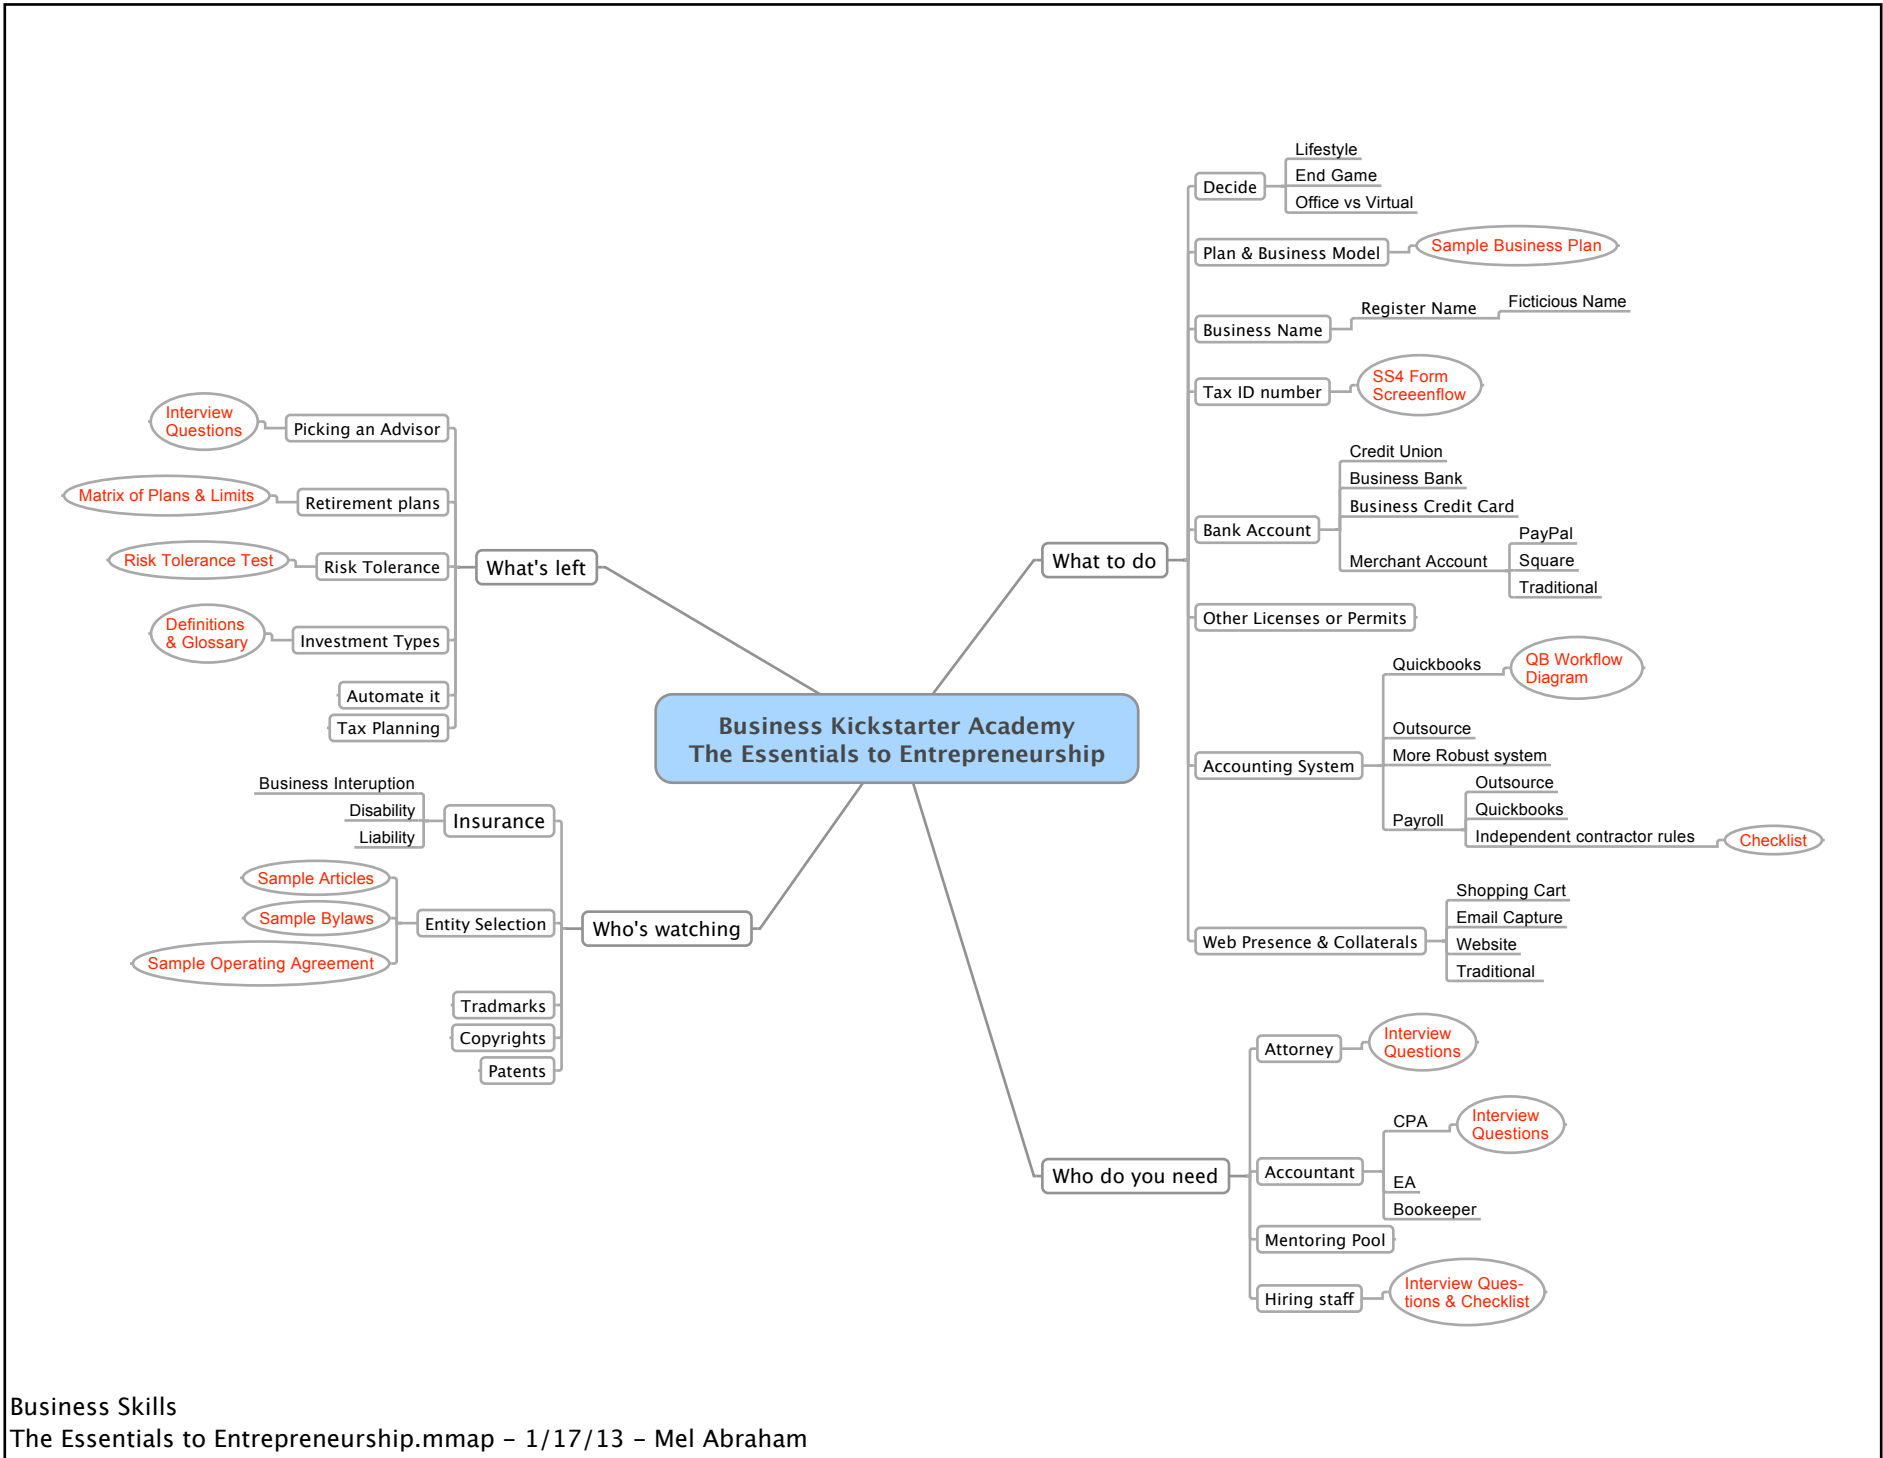 Business Kickstarter Academy
The Essentials to Entrepreneurship
What to do
Decide
Lifestyle
End Game
Office vs Virtual
Plan & Business Model
Sample Business Plan
Business Name
Register Name
Ficticious Name
Tax ID number
SS4 Form
Screeenflow
Bank Account
Credit Union
Business Bank
Business Credit Card
Merchant Account
PayPal
Square
Traditional
Other Licenses or Permits
Accounting System
Quickbooks
QB Workflow
Diagram
Outsource
More Robust system
Payroll
Outsource
Quickbooks
Independent contractor rules
Checklist
Web Presence & Collaterals
Shopping Cart
Email Capture
Website
Traditional
Who do you need
Attorney
Interview
Questions
Accountant
CPA
Interview
Questions
EA
Bookeeper
Mentoring Pool
Hiring staff
Interview Ques-
tions & Checklist
Who's watching
Insurance
Business Interuption
Disability
Liability
Entity Selection
Sample Articles
Sample Bylaws
Sample Operating Agreement
Tradmarks
Copyrights
Patents
What's left
Picking an Advisor
Interview
Questions
Retirement plans
Matrix of Plans & Limits
Risk Tolerance
Risk Tolerance Test
Investment Types
Definitions
& Glossary
Automate it
Tax Planning
Business Skills
The Essentials to Entrepreneurship.mmap – 1/17/13 – Mel Abraham